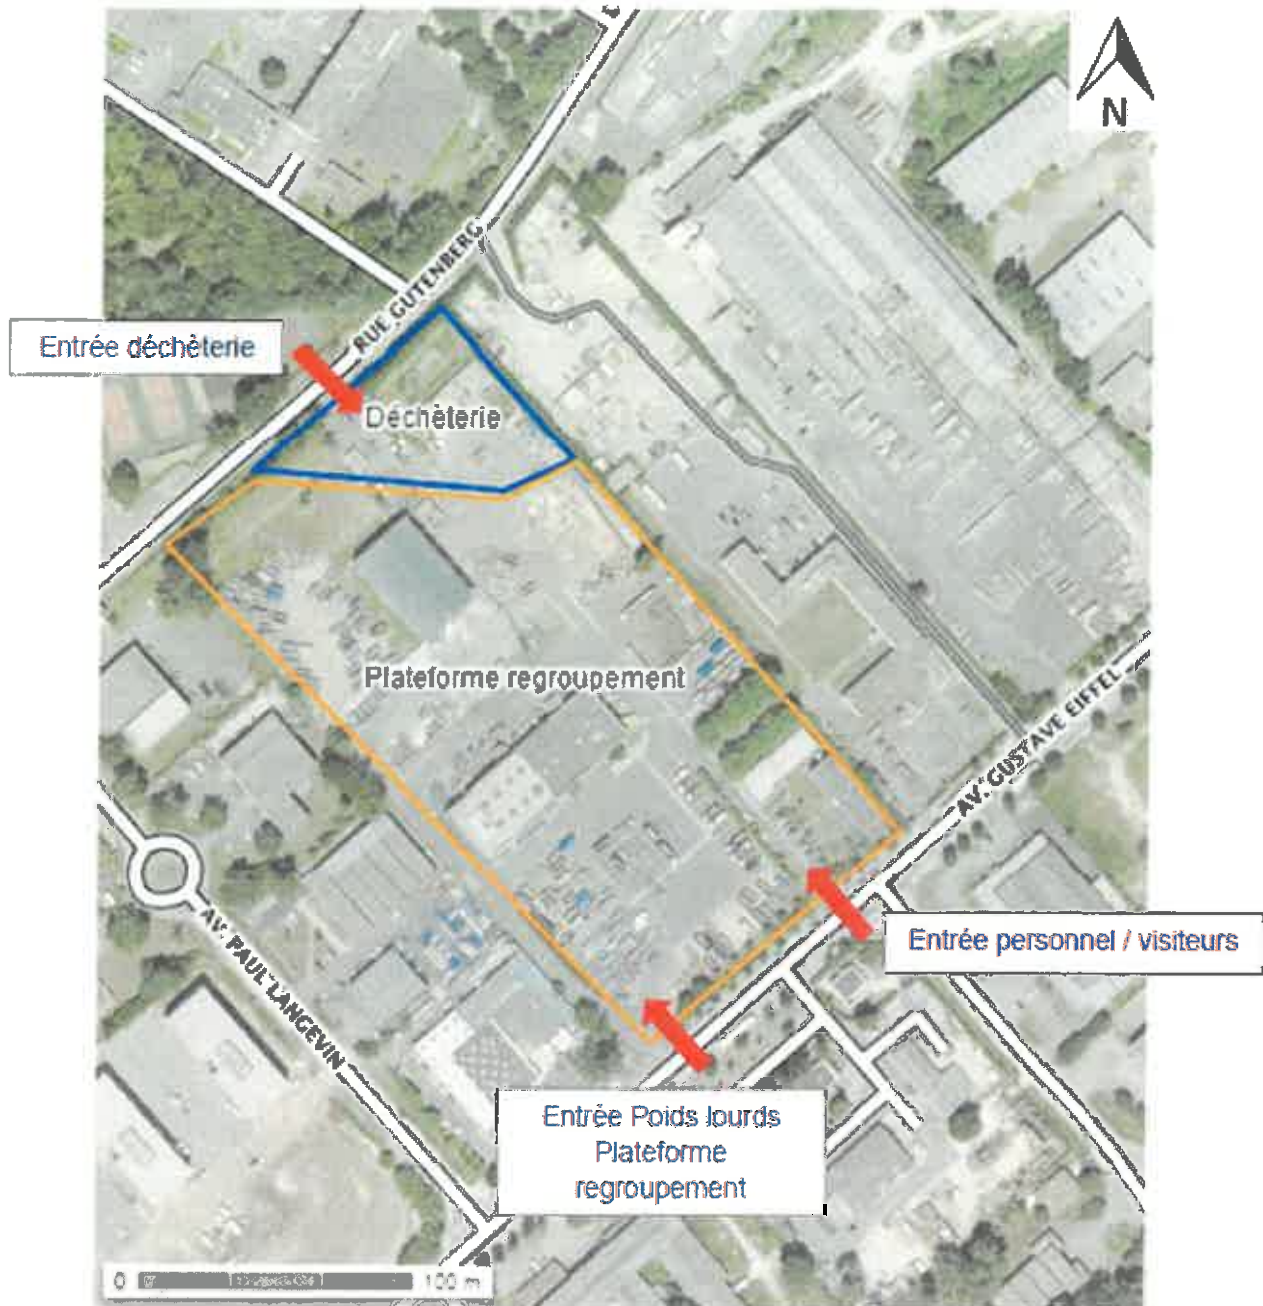 N
RUE GUTENBERG
Entrée déchèterie
Déchèterie
Plateforme regroupement
AV. GUSTAVE EIFFEL
Entrée personnel / visiteurs
AV. PAUL LANGEVIN
Entrée Poids lourds
Plateforme
regroupement
0 100 m